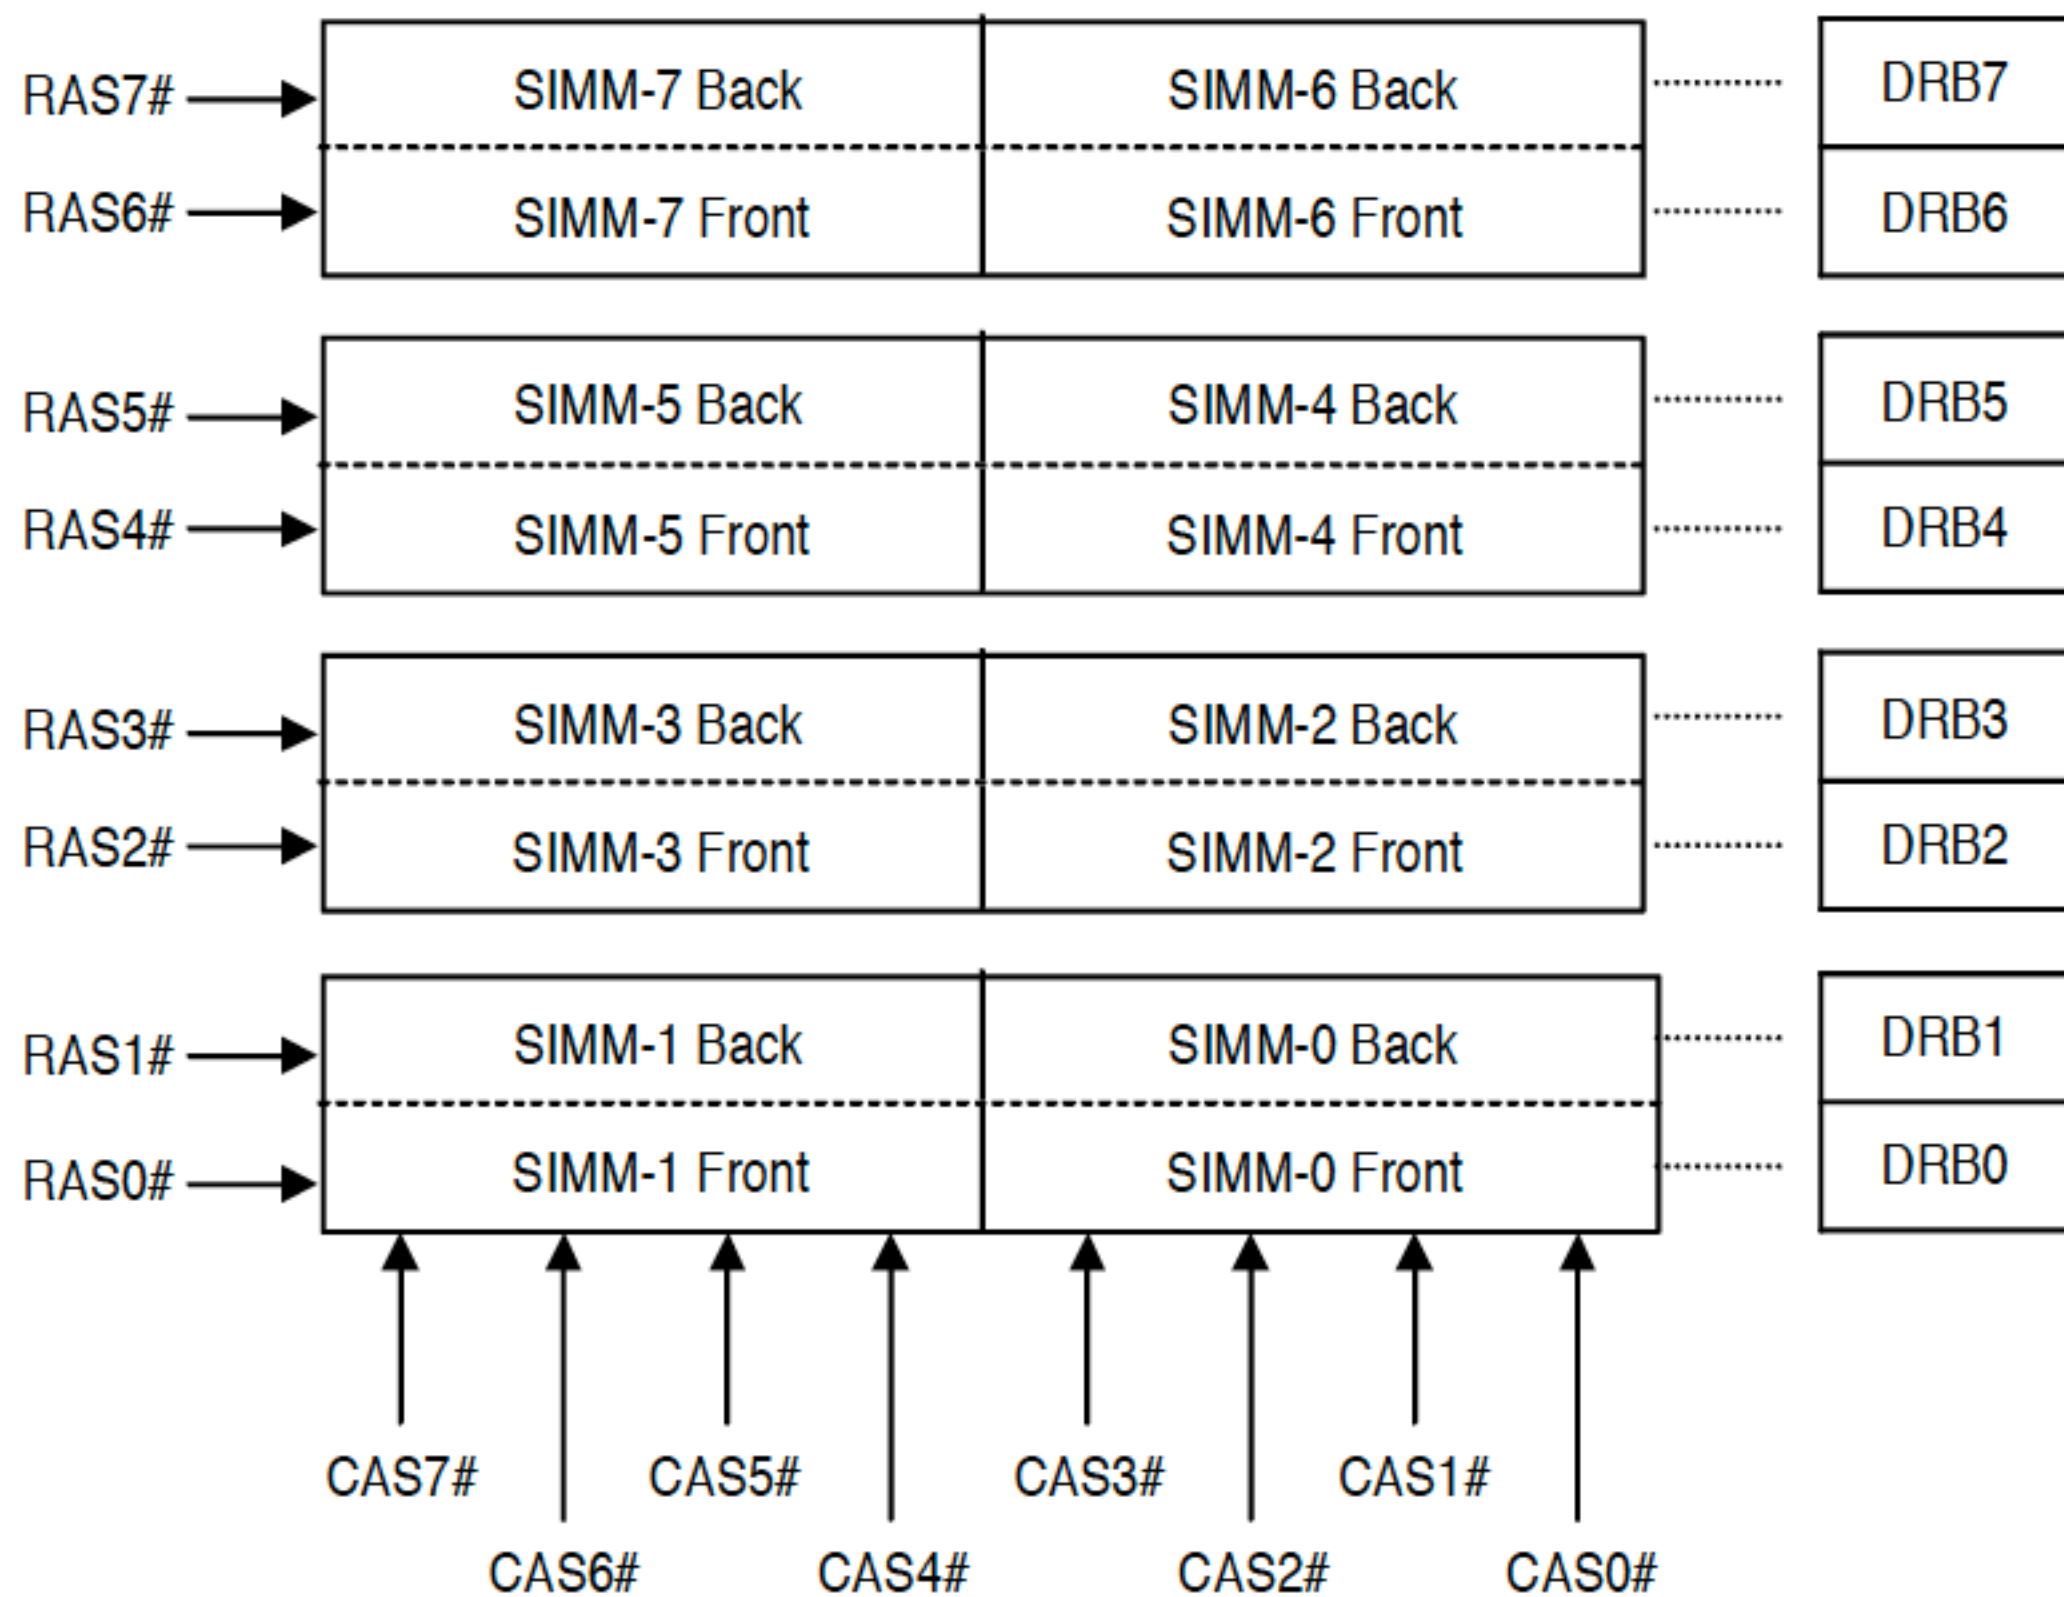 RAS7# SIMM-7 Back SIMM-6 Back DRB7
RAS6# SIMM-7 Front SIMM-6 Front DRB6
RAS5# SIMM-5 Back SIMM-4 Back DRB5
RAS4# SIMM-5 Front SIMM-4 Front DRB4
RAS3# SIMM-3 Back SIMM-2 Back DRB3
RAS2# SIMM-3 Front SIMM-2 Front DRB2
RAS1# SIMM-1 Back SIMM-0 Back DRB1
RAS0# SIMM-1 Front SIMM-0 Front DRB0
CAS7# CAS5# CAS3# CAS1#
CAS6# CAS4# CAS2# CAS0#